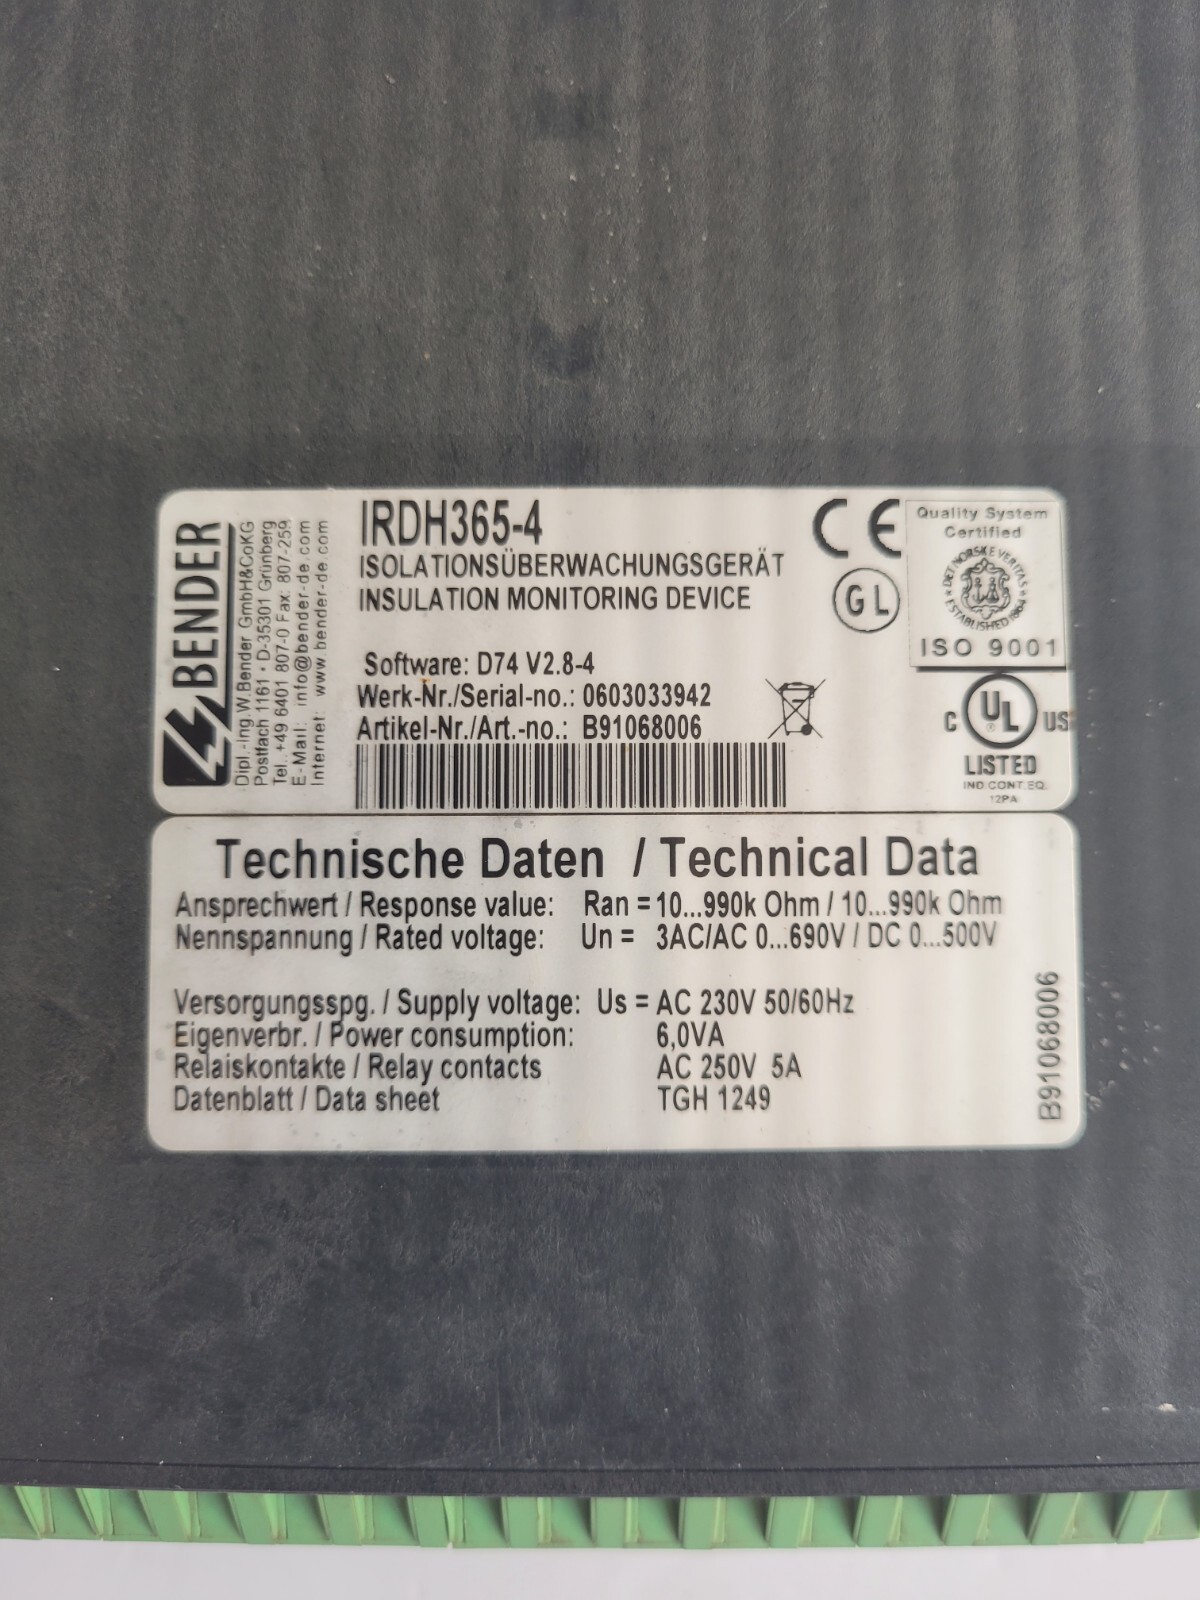 BENDER
Dipl.-Ing.W.Bender GmbH&CoKG
Postfach 1161 • D-35301 Grünberg
Tel.:+49 6401 807-0 Fax: 807-259
E-Mail: info@bender-de.com
Internet: www.bender-de.com
IRDH365-4
ISOLATIONSÜBERWACHUNGSGERÄT
INSULATION MONITORING DEVICE
Software: D74 V2.8-4
Werk-Nr./Serial-no.: 0603033942
Artikel-Nr./Art.-no.: B91068006
CE
GL
Quality System
Certified
DET NORSKE VERITAS
ESTABLISHED 1864
ISO 9001
C UL US
®
LISTED
IND.CONT.EQ.
12PA
Technische Daten / Technical Data
Ansprechwert / Response value: Ran = 10...990k Ohm / 10...990k Ohm
Nennspannung / Rated voltage: Un = 3AC/AC 0...690V / DC 0...500V
Versorgungsspg. / Supply voltage: Us = AC 230V 50/60Hz
Eigenverbr. / Power consumption: 6,0VA
Relaiskontakte / Relay contacts AC 250V 5A
Datenblatt / Data sheet TGH 1249
B91068006